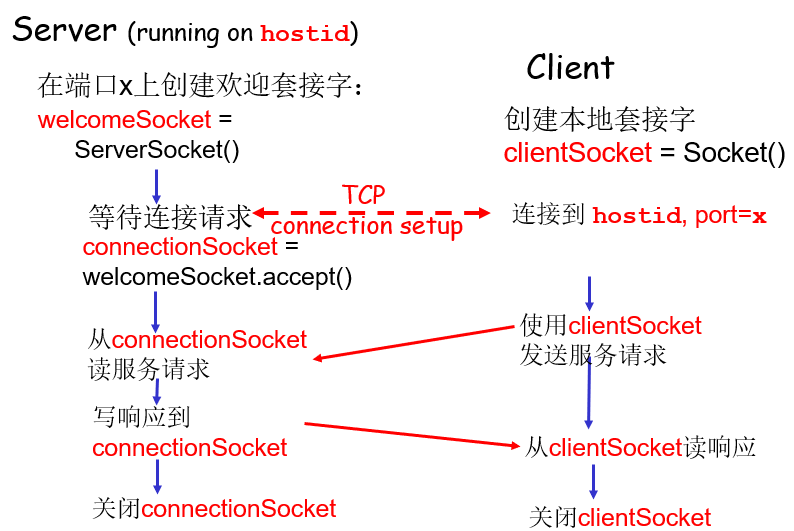 Server (running on hostid)
在端口x上创建欢迎套接字：
welcomeSocket =
ServerSocket()
等待连接请求
connectionSocket =
welcomeSocket.accept()
从connectionSocket
读服务请求
写响应到
connectionSocket
关闭connectionSocket
TCP
connection setup
Client
创建本地套接字
clientSocket = Socket()
连接到 hostid, port=x
使用clientSocket
发送服务请求
从clientSocket读响应
关闭clientSocket